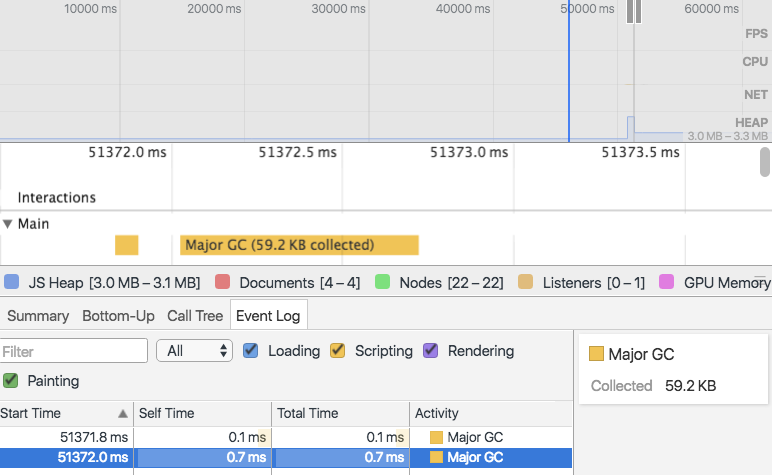 10000 ms 20000 ms 30000 ms 40000 ms 50000 ms 60000 ms
FPS
CPU
NET
HEAP
3.0 MB – 3.3 MB
51372.0 ms 51372.5 ms 51373.0 ms 51373.5 ms
Interactions
Main
Major GC (59.2 KB collected)
JS Heap [3.0 MB – 3.1 MB] Documents [4 – 4] Nodes [22 – 22] Listeners [0 – 1] GPU Memory
Summary Bottom-Up Call Tree Event Log
Filter All Loading Scripting Rendering
Painting
Major GC
Collected 59.2 KB
Start Time Self Time Total Time Activity
51371.8 ms 0.1 ms 0.1 ms Major GC
51372.0 ms 0.7 ms 0.7 ms Major GC